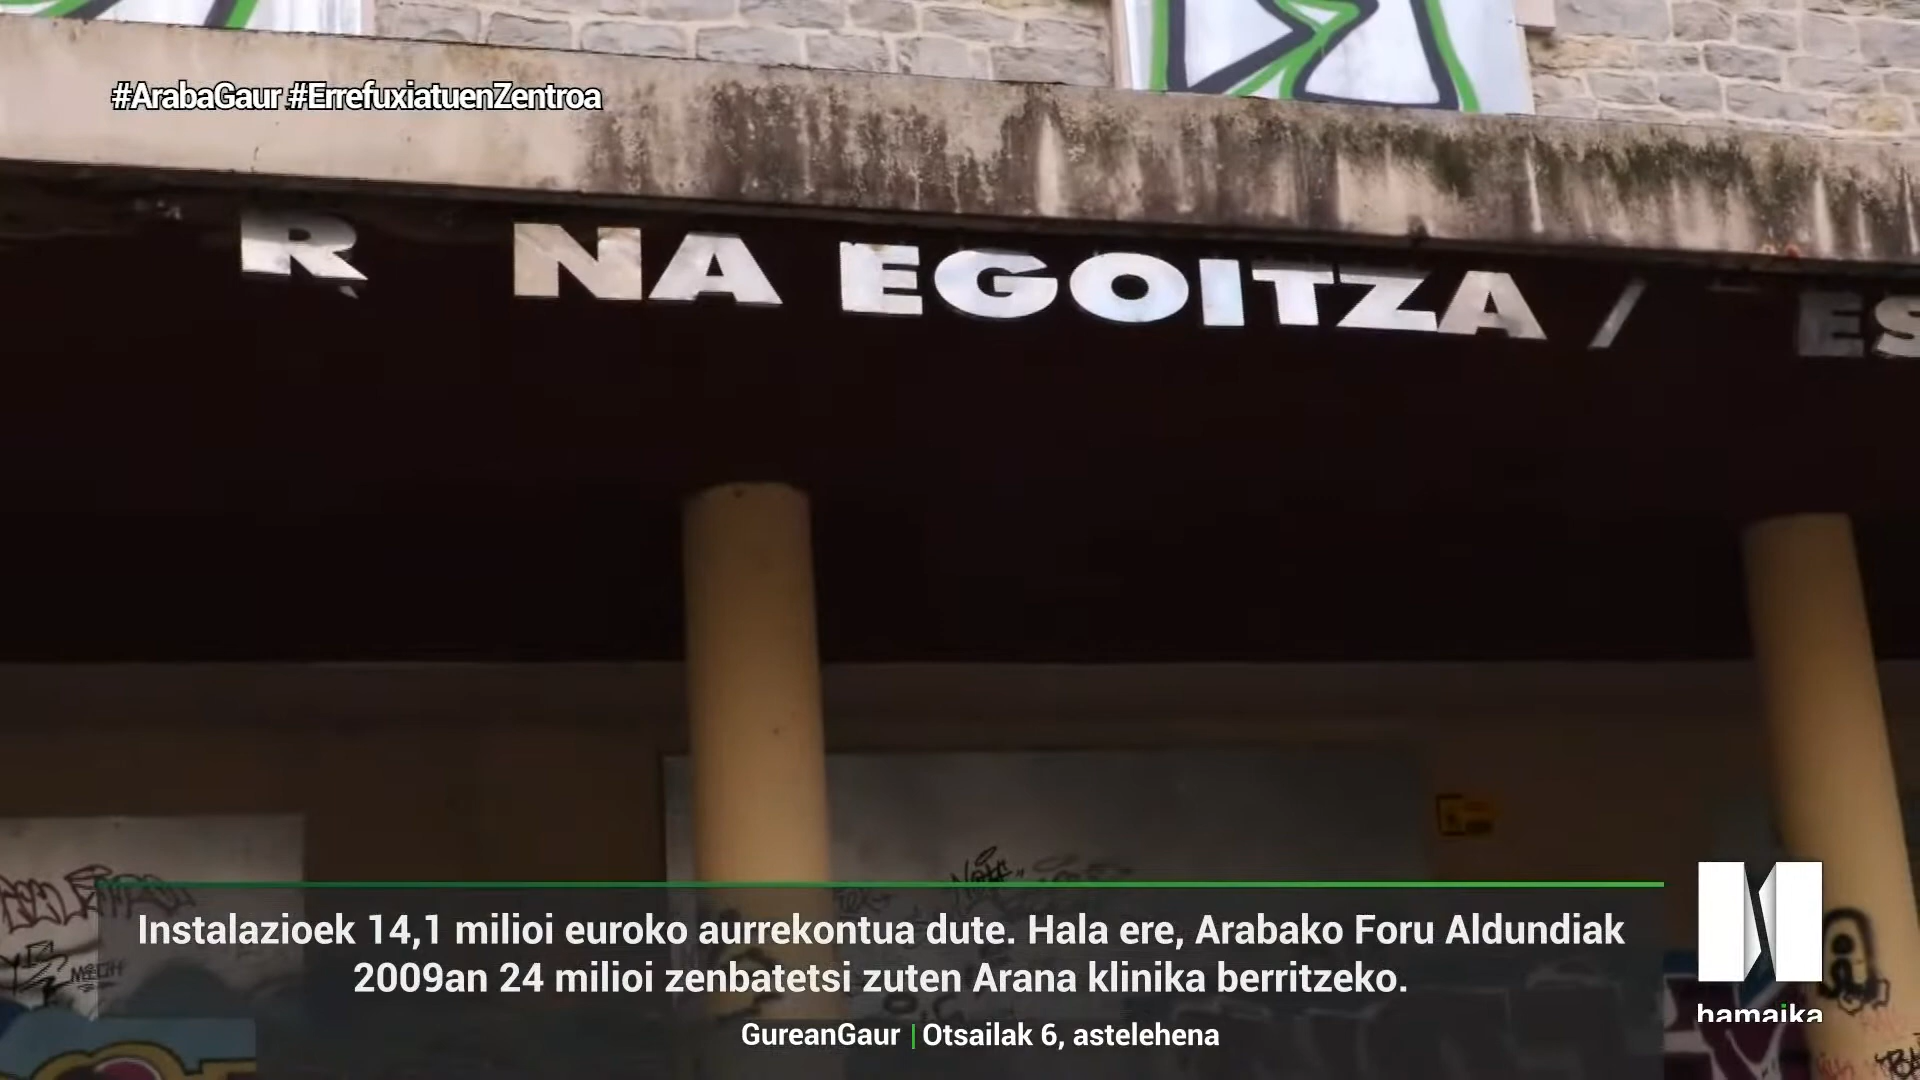 #ArabaGaur #ErrefuxiatuenZentroa
R NA EGOITZA / ES
Instalazioek 14,1 milioi euroko aurrekontua dute. Hala ere, Arabako Foru Aldundiak
2009an 24 milioi zenbatetsi zuten Arana klinika berritzeko.
GureanGaur | Otsailak 6, astelehena
hamaika